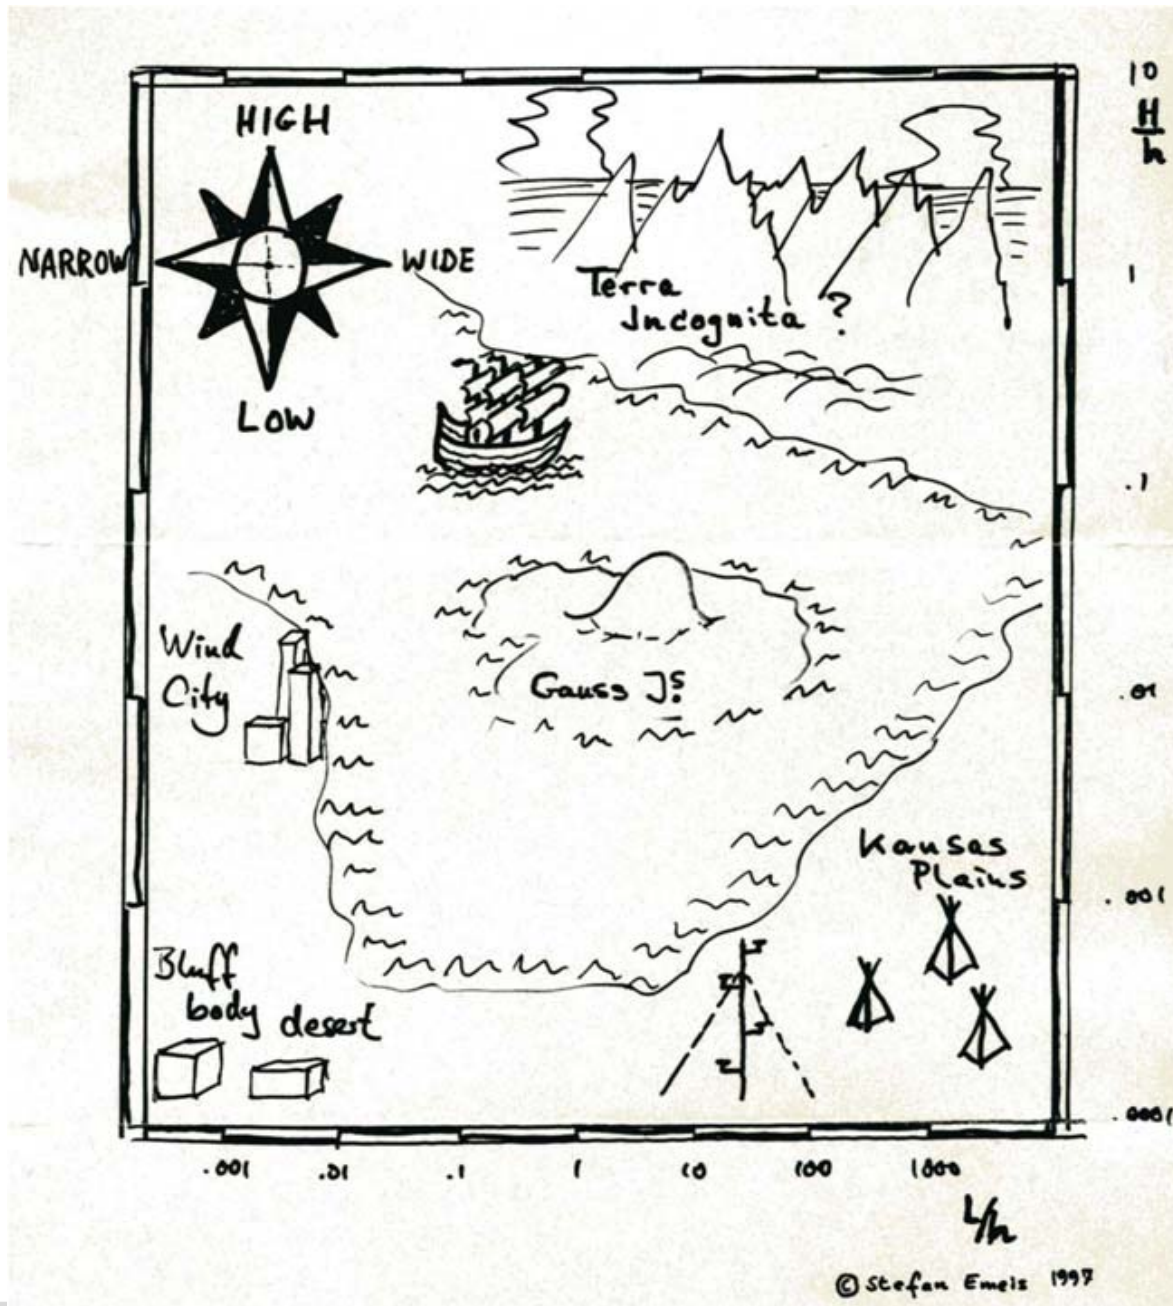 10
H
h
HIGH
NARROW
WIDE
LOW
1
Terra
Incognita ?
.1
Wind
City
Gauss Is.
.01
Kansas
Plains
.001
Bluff
body desert
.0001
.001 .01 .1 1 10 100 1000
L/h
© Stefan Emeis 1997